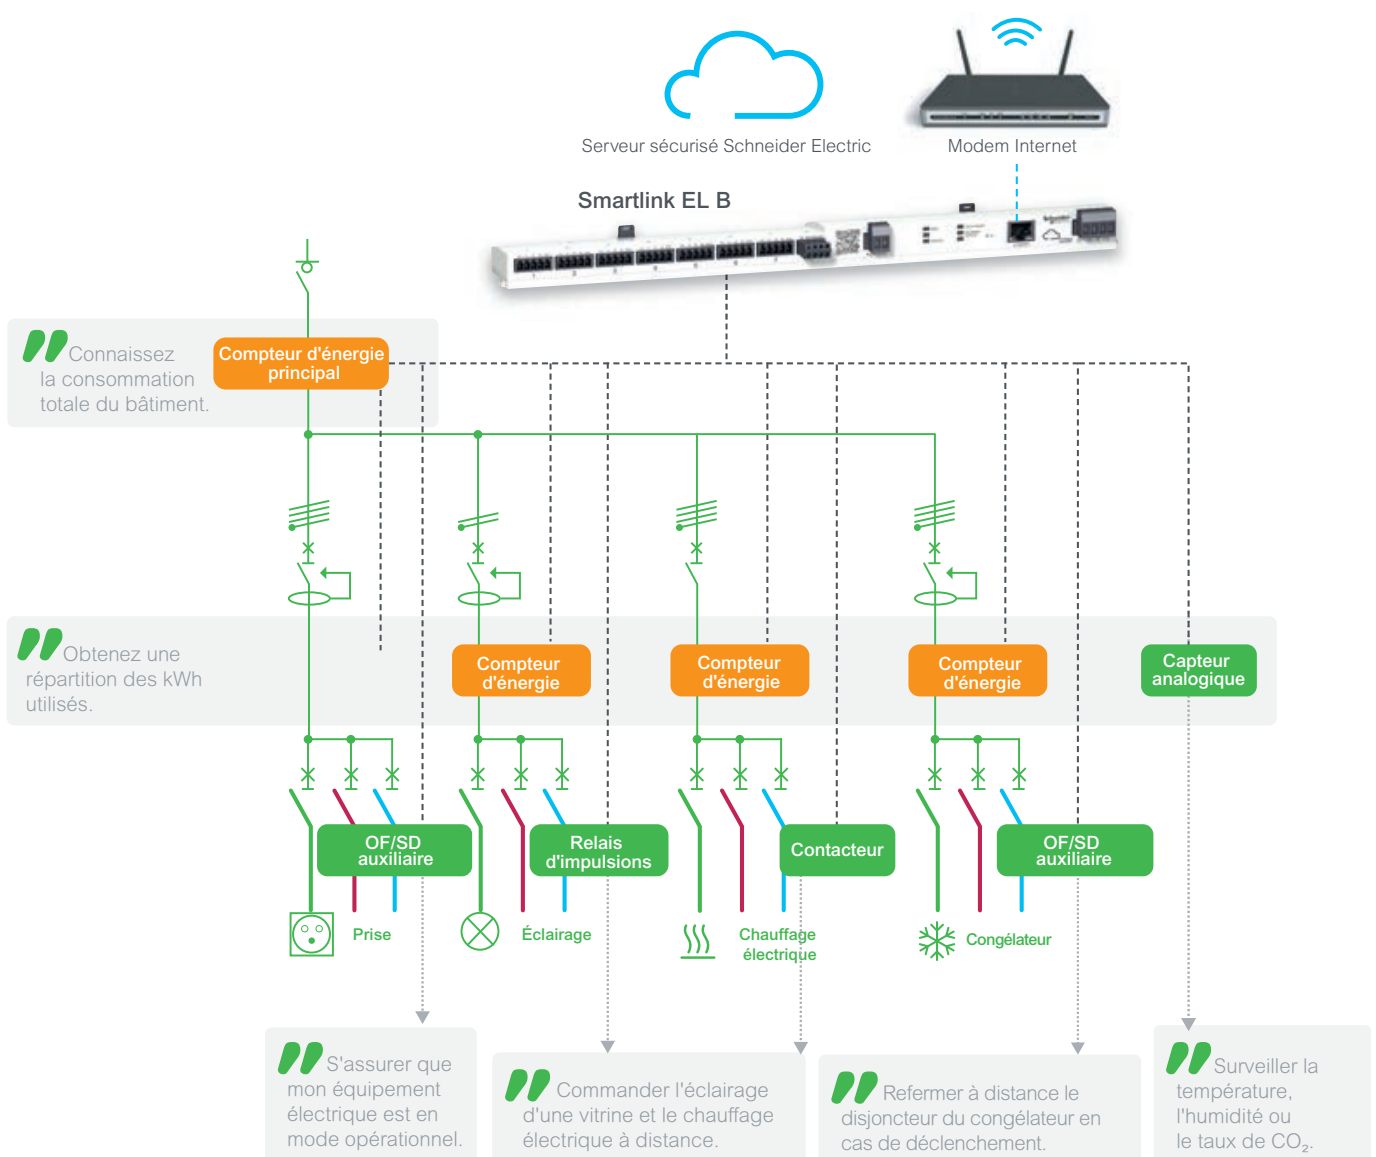 Serveur sécurisé Schneider Electric
Modem Internet
Smartlink EL B
Connaissez
la consommation
totale du bâtiment.
Compteur d'énergie
principal
Obtenez une
répartition des kWh
utilisés.
Compteur
d'énergie
Compteur
d'énergie
Compteur
d'énergie
Capteur
analogique
OF/SD
auxiliaire
Relais
d'impulsions
Contacteur
OF/SD
auxiliaire
Prise
Éclairage
Chauffage
électrique
Congélateur
S'assurer que
mon équipement
électrique est en
mode opérationnel.
Commander l'éclairage
d'une vitrine et le chauffage
électrique à distance.
Refermer à distance le
disjoncteur du congélateur en
cas de déclenchement.
Surveiller la
température,
l'humidité ou
le taux de CO₂.